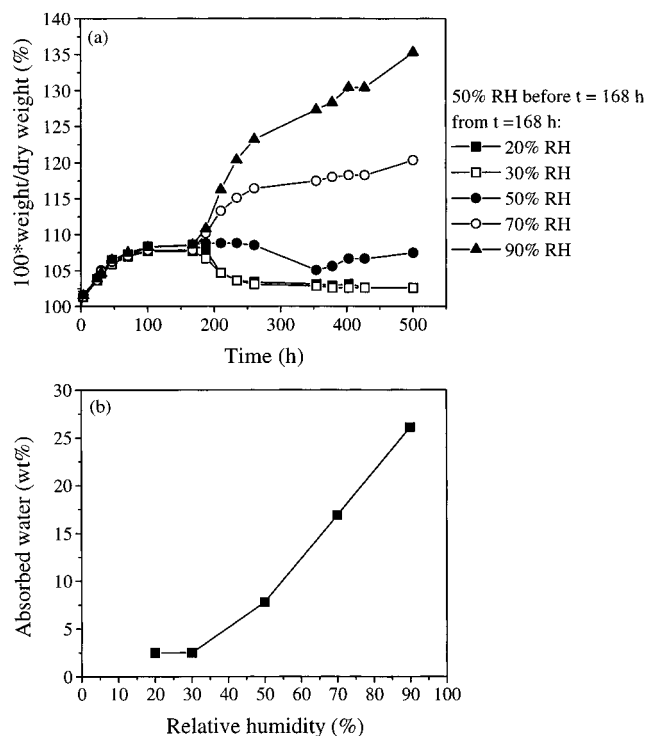 (a)
100*weight/dry weight (%)
140
135
130
125
120
115
110
105
100
0 100 200 300 400 500
Time (h)
50% RH before t = 168 h
from t =168 h:
20% RH
30% RH
50% RH
70% RH
90% RH
(b)
Absorbed water (wt%)
30
25
20
15
10
5
0
0 10 20 30 40 50 60 70 80 90 100
Relative humidity (%)